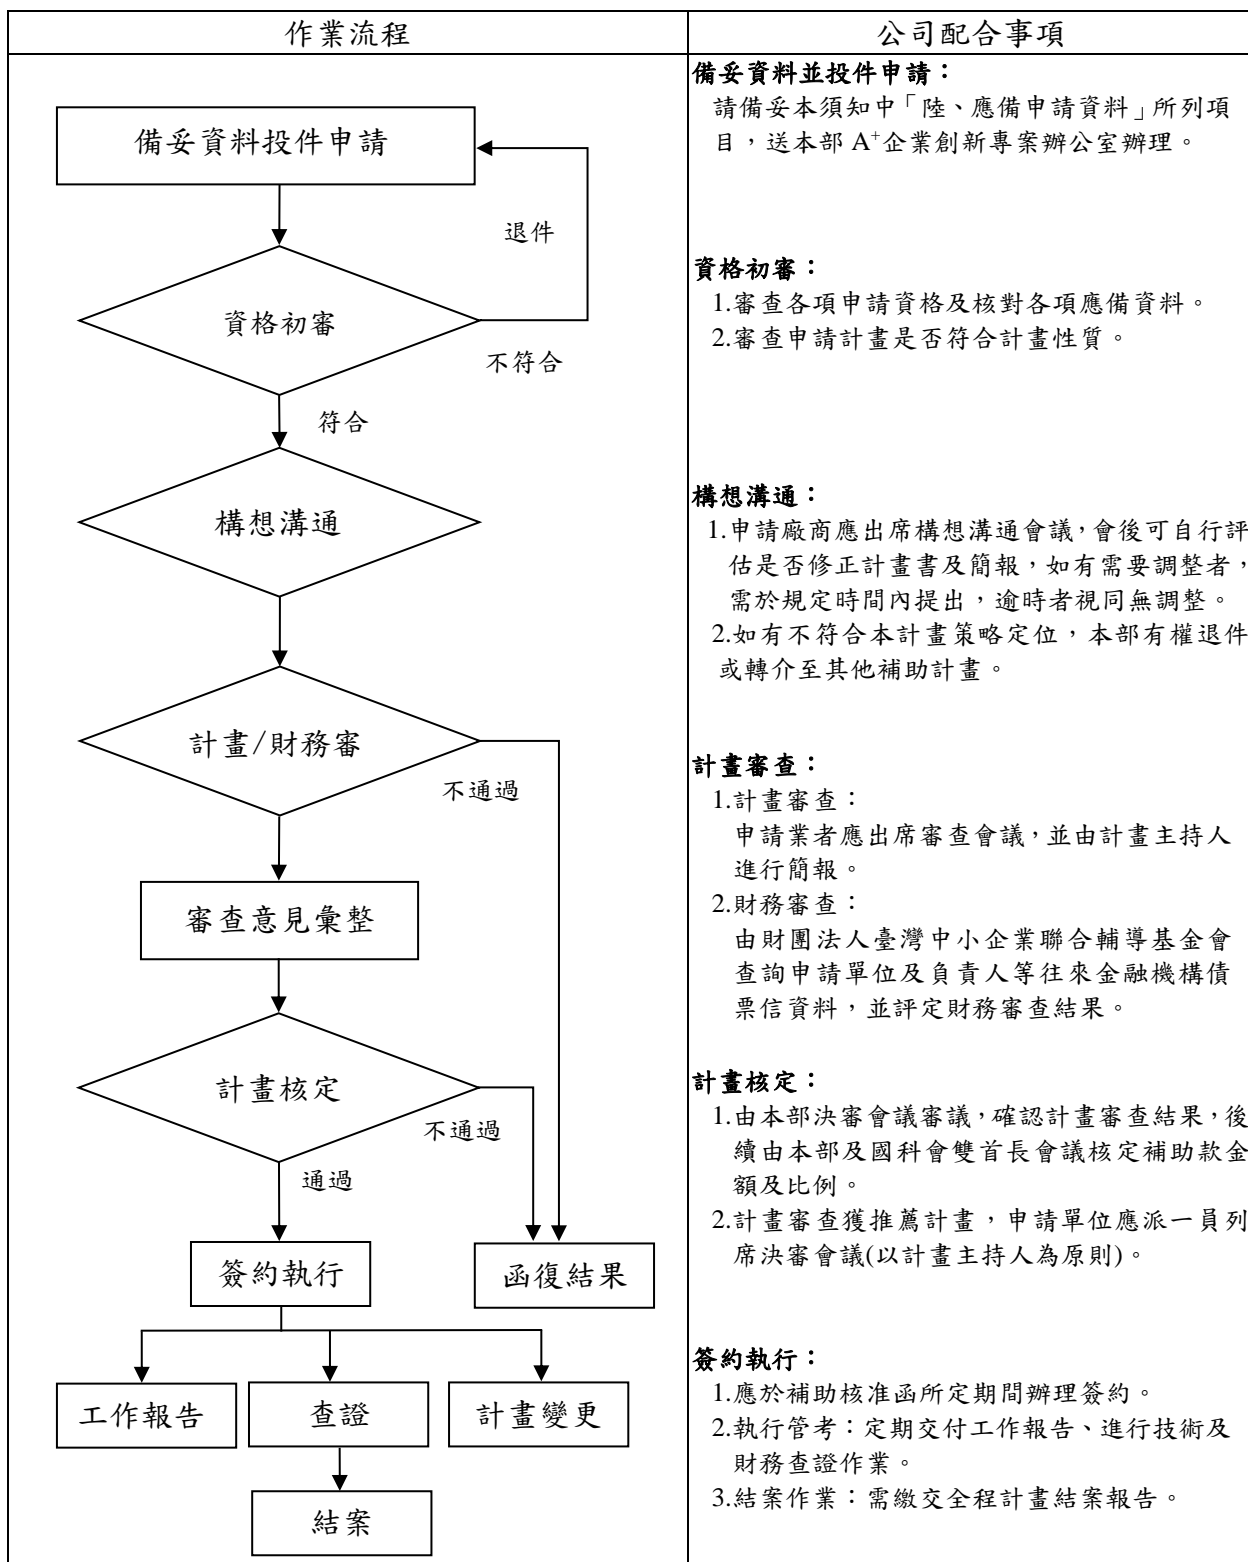 作業流程
公司配合事項
備妥資料投件申請
退件
資格初審
不符合
符合
構想溝通
計畫/財務審
不通過
審查意見彙整
計畫核定
不通過
通過
簽約執行
函復結果
工作報告
查證
計畫變更
結案
備妥資料並投件申請：
請備妥本須知中「陸、應備申請資料」所列項
目，送本部 A⁺企業創新專案辦公室辦理。
資格初審：
1.審查各項申請資格及核對各項應備資料。
2.審查申請計畫是否符合計畫性質。
構想溝通：
1.申請廠商應出席構想溝通會議，會後可自行評
估是否修正計畫書及簡報，如有需要調整者，
需於規定時間內提出，逾時者視同無調整。
2.如有不符合本計畫策略定位，本部有權退件
或轉介至其他補助計畫。
計畫審查：
1.計畫審查：
申請業者應出席審查會議，並由計畫主持人
進行簡報。
2.財務審查：
由財團法人臺灣中小企業聯合輔導基金會
查詢申請單位及負責人等往來金融機構債
票信資料，並評定財務審查結果。
計畫核定：
1.由本部決審會議審議，確認計畫審查結果，後
續由本部及國科會雙首長會議核定補助款金
額及比例。
2.計畫審查獲推薦計畫，申請單位應派一員列
席決審會議(以計畫主持人為原則)。
簽約執行：
1.應於補助核准函所定期間辦理簽約。
2.執行管考：定期交付工作報告、進行技術及
財務查證作業。
3.結案作業：需繳交全程計畫結案報告。